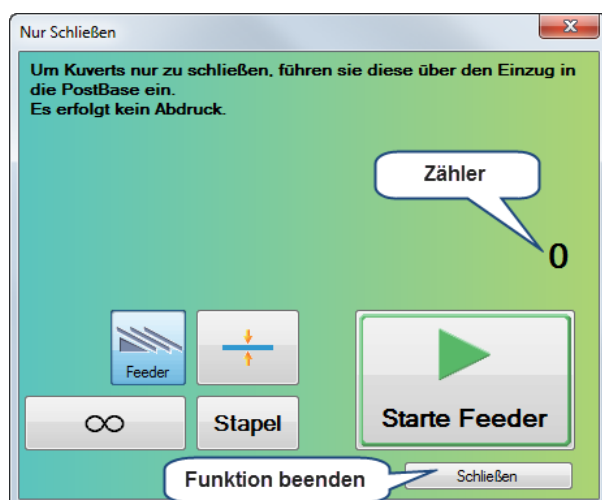 Nur Schließen
Um Kuverts nur zu schließen, führen sie diese über den Einzug in
die PostBase ein.
Es erfolgt kein Abdruck.
Zähler
0
Feeder
∞
Stapel
Starte Feeder
Funktion beenden
Schließen